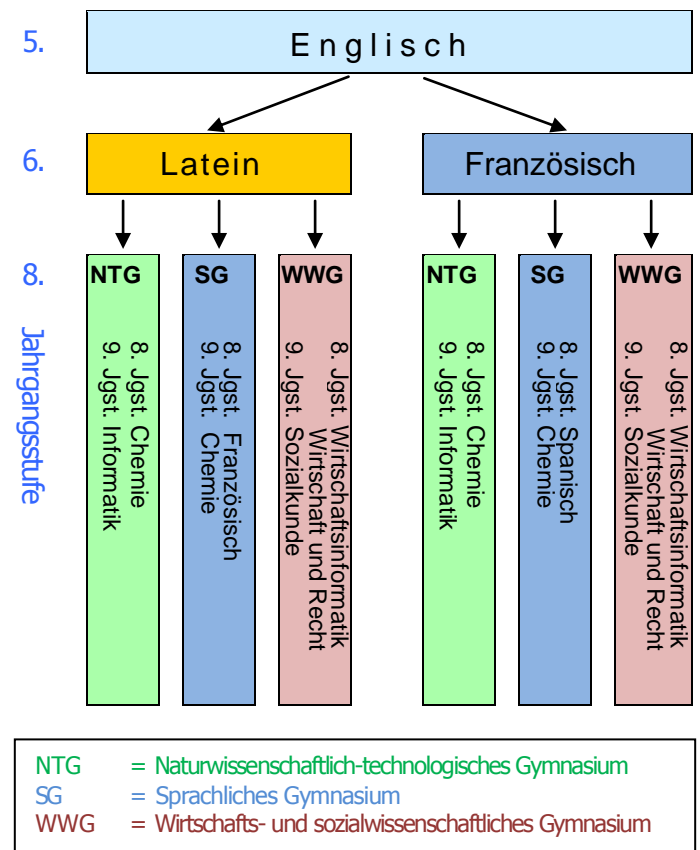 5.
Englisch
6.
Latein
Französisch
8.
Jahrgangsstufe
NTG
8. Jgst. Chemie
9. Jgst. Informatik
SG
8. Jgst. Französisch
9. Jgst. Chemie
WWG
8. Jgst. Wirtschaftsinformatik
Wirtschaft und Recht
9. Jgst. Sozialkunde
NTG
8. Jgst. Chemie
9. Jgst. Informatik
SG
8. Jgst. Spanisch
9. Jgst. Chemie
WWG
8. Jgst. Wirtschaftsinformatik
Wirtschaft und Recht
9. Jgst. Sozialkunde
NTG = Naturwissenschaftlich-technologisches Gymnasium
SG = Sprachliches Gymnasium
WWG = Wirtschafts- und sozialwissenschaftliches Gymnasium